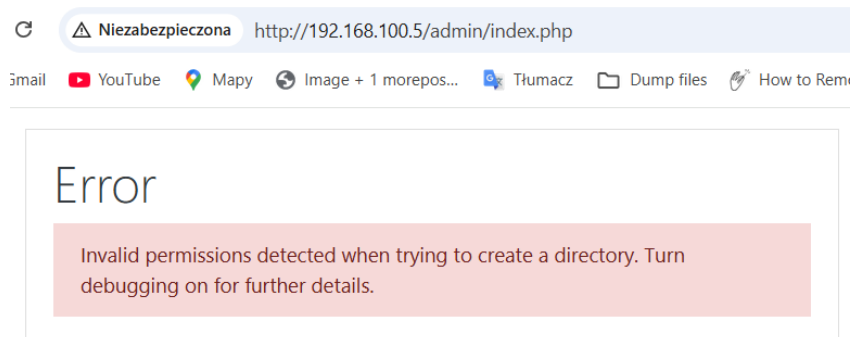 Niezabezpieczona http://192.168.100.5/admin/index.php
Gmail YouTube Mapy Image + 1 morepos... Tłumacz Dump files How to Remo
Error
Invalid permissions detected when trying to create a directory. Turn
debugging on for further details.